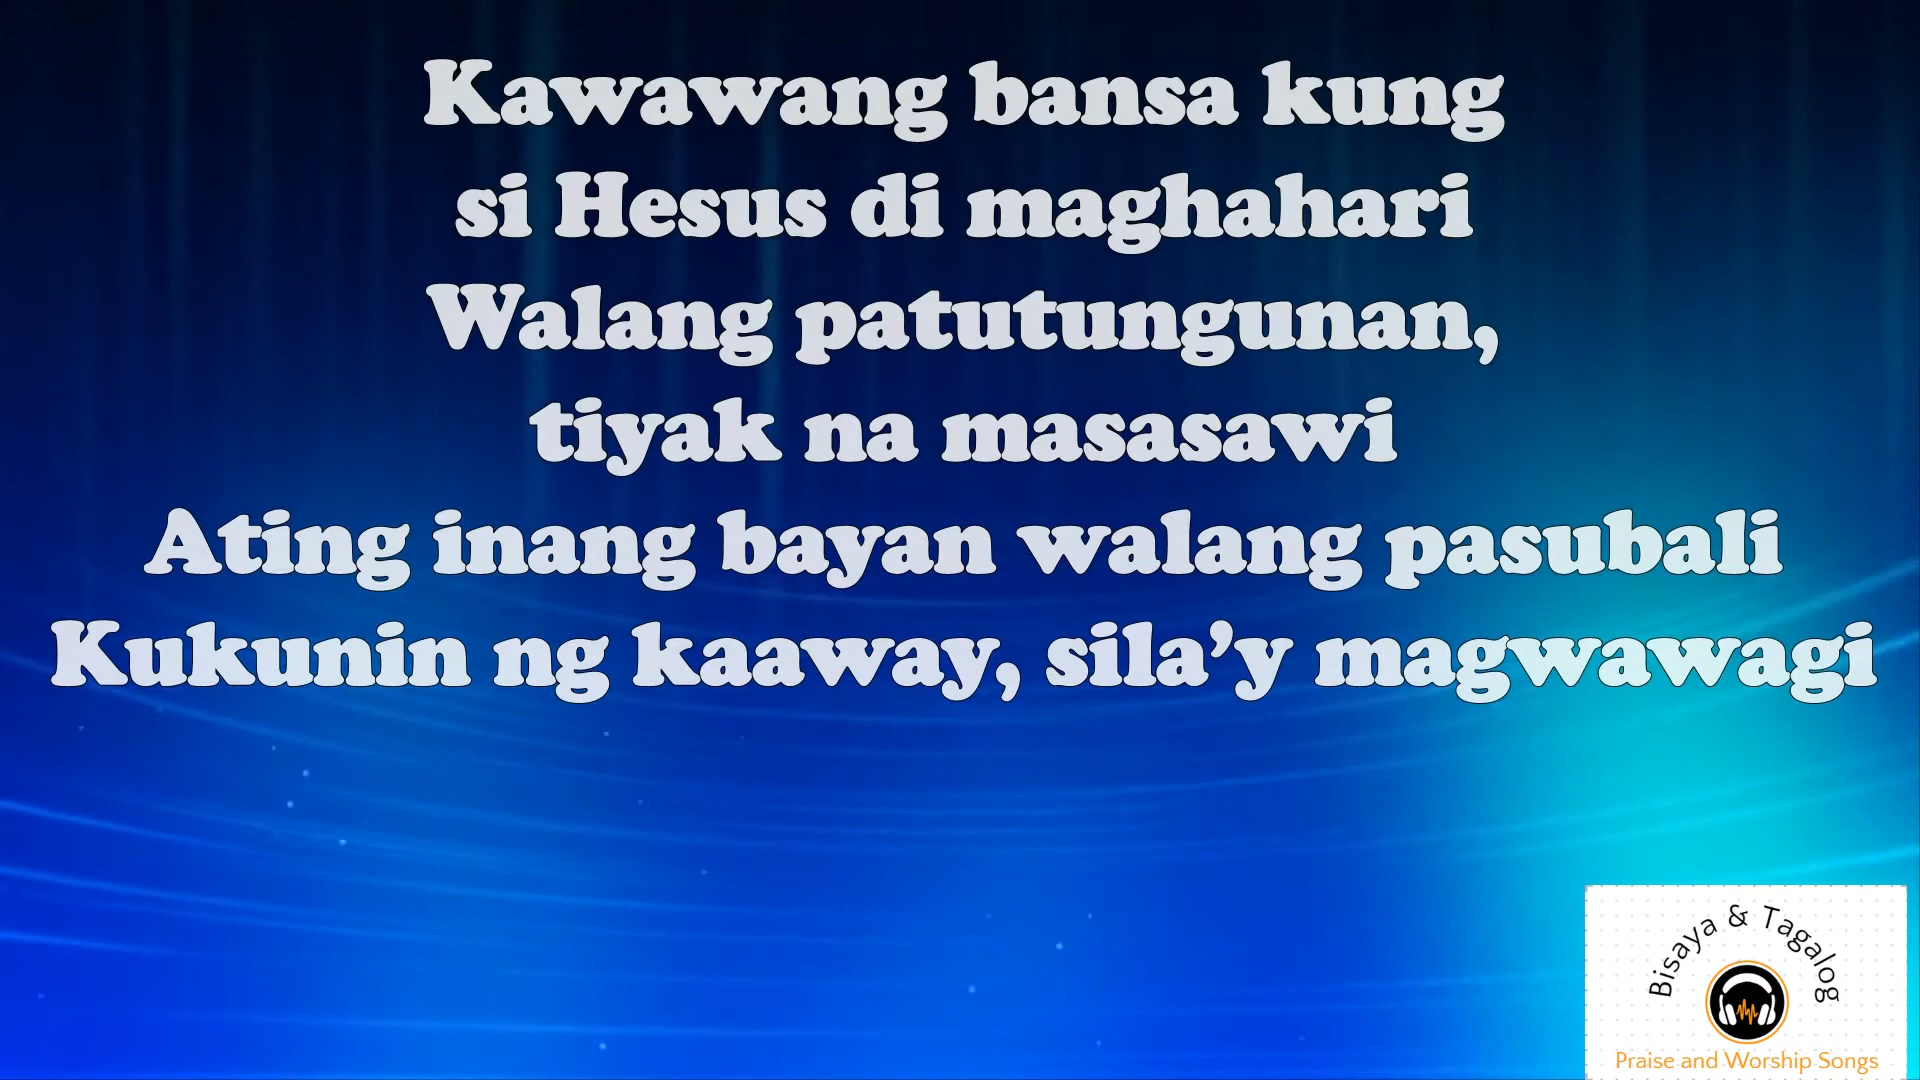 Kawawang bansa kung
si Hesus di maghahari
Walang patutungunan,
tiyak na masasawi
Ating inang bayan walang pasubali
Kukunin ng kaaway, sila’y magwawagi
Bisaya & Tagalog
Praise and Worship Songs